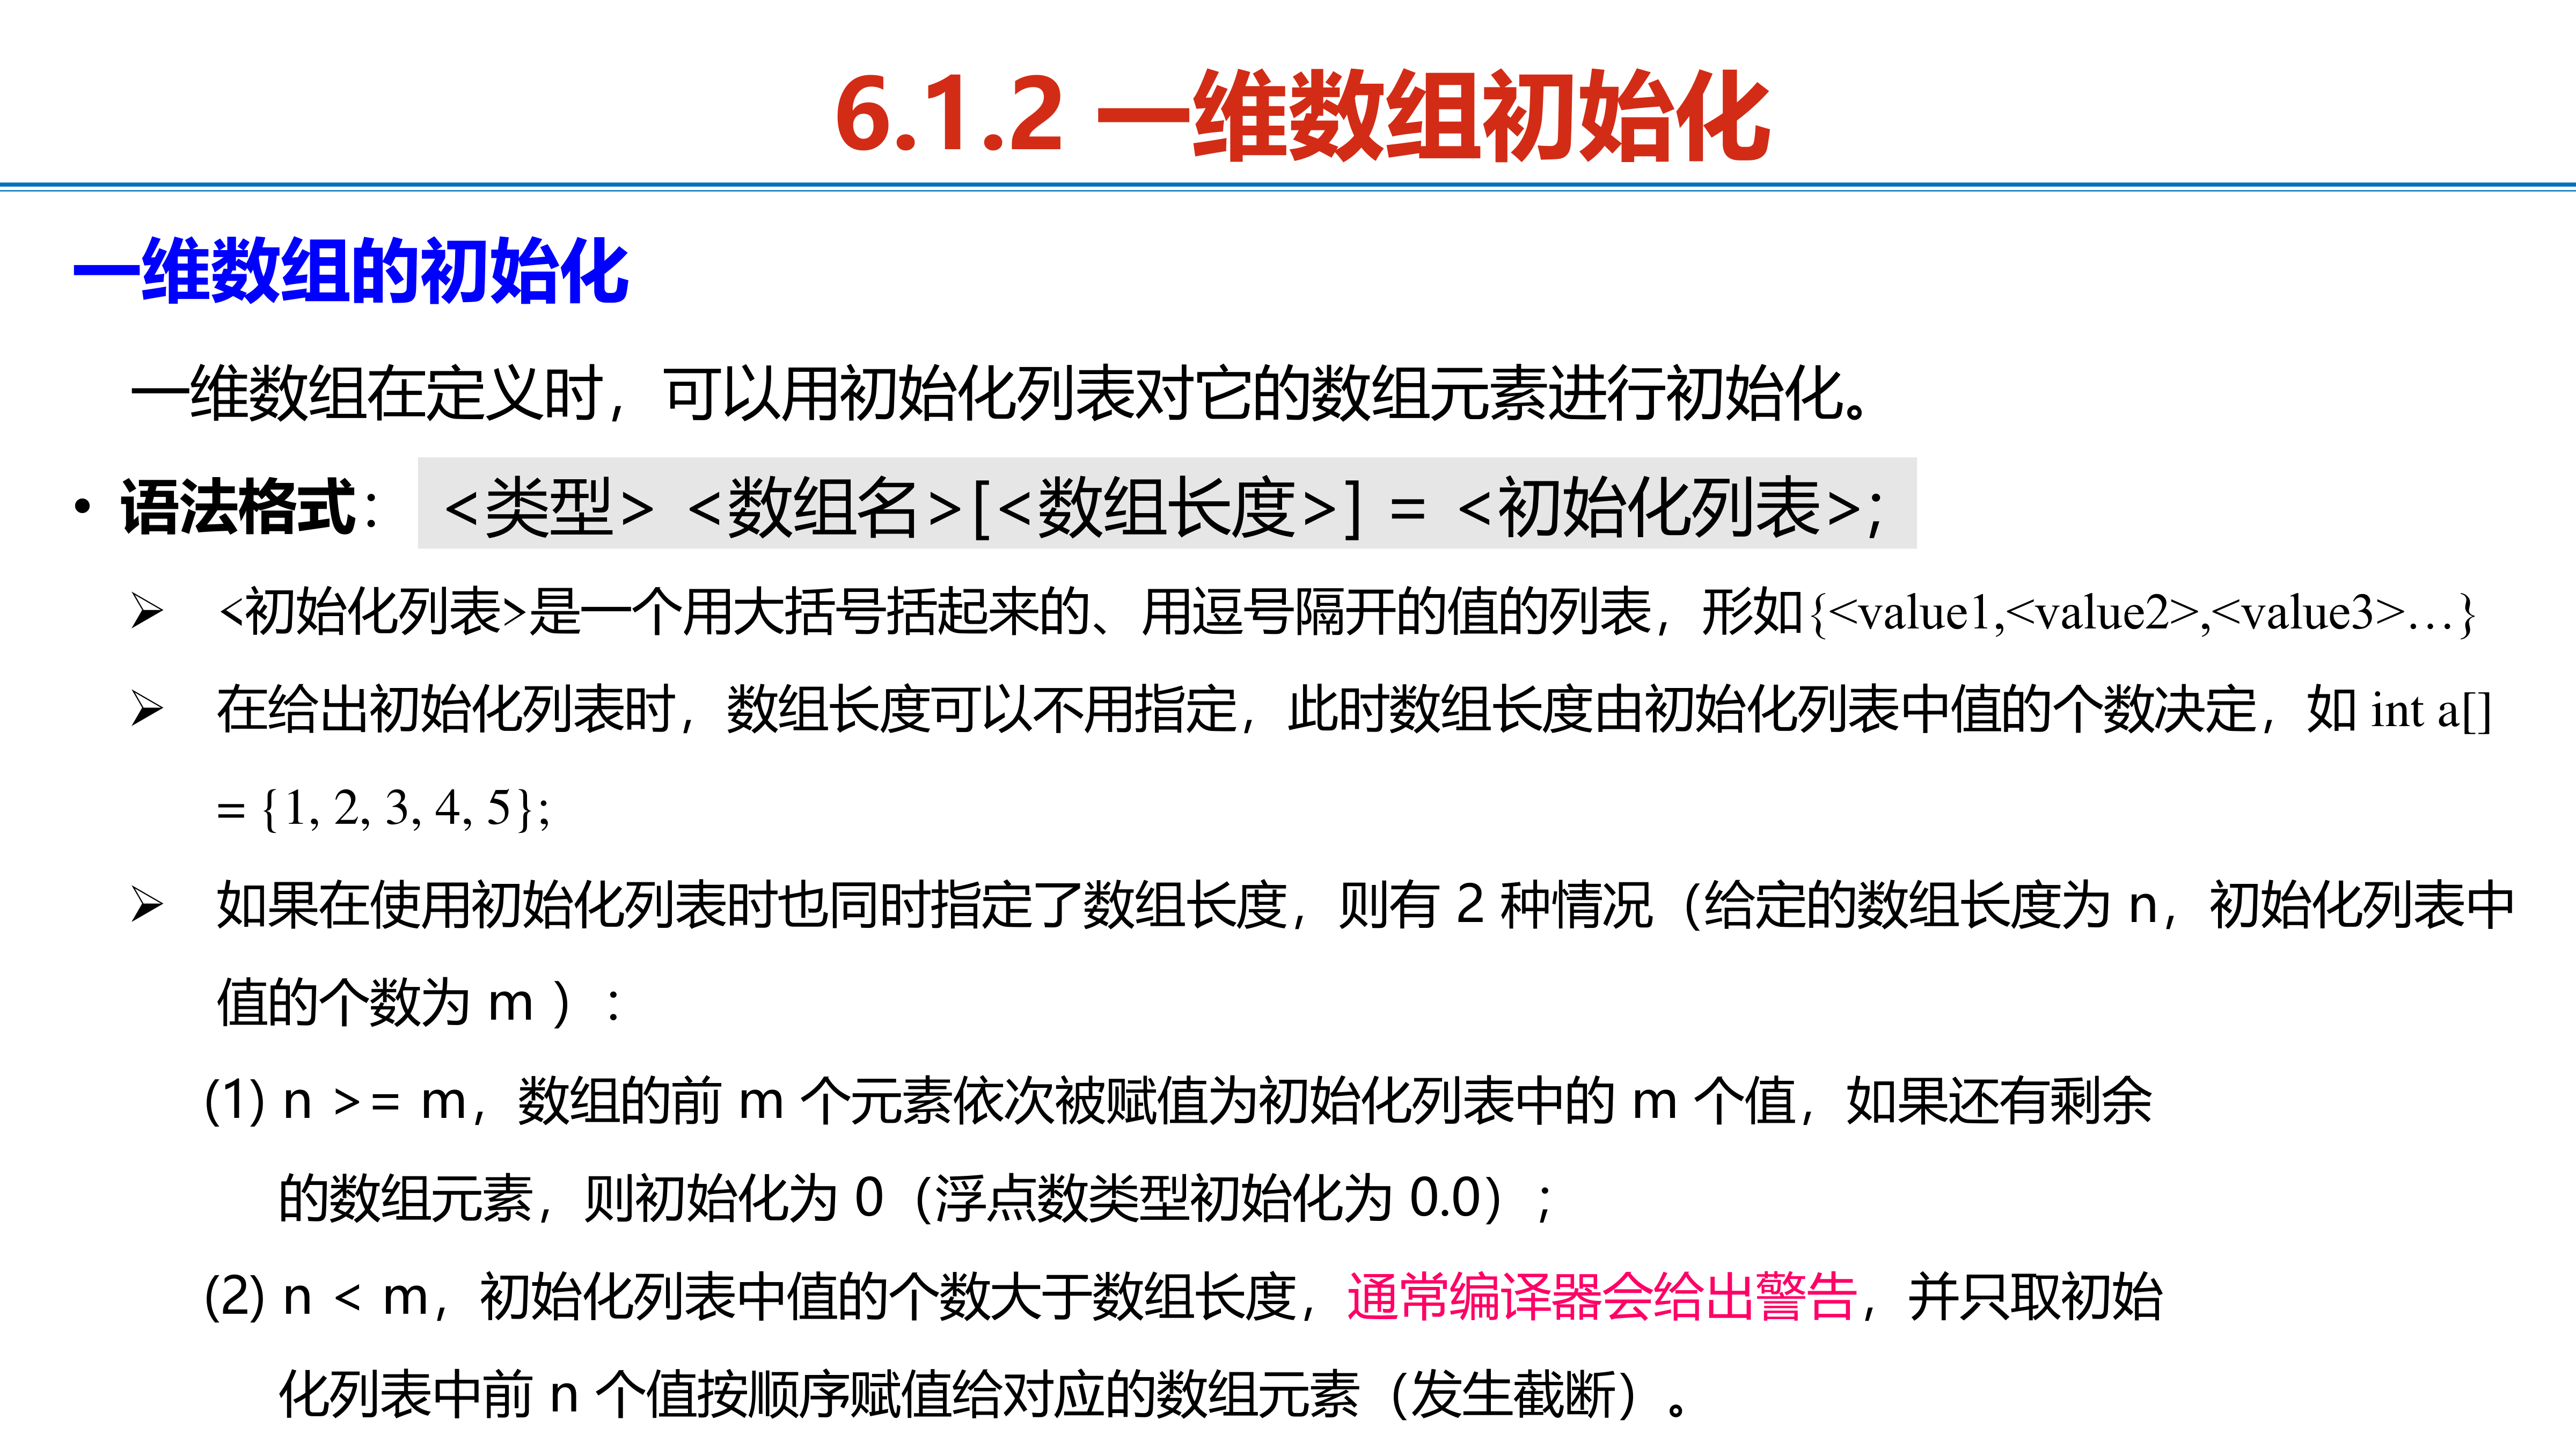 6.1.2 一维数组初始化
一维数组的初始化
一维数组在定义时，可以用初始化列表对它的数组元素进行初始化。
• 语法格式： <类型> <数组名>[<数组长度>] = <初始化列表>;
➢ <初始化列表>是一个用大括号括起来的、用逗号隔开的值的列表，形如{<value1,<value2>,<value3>…}
➢ 在给出初始化列表时，数组长度可以不用指定，此时数组长度由初始化列表中值的个数决定，如 int a[]
= {1, 2, 3, 4, 5};
➢ 如果在使用初始化列表时也同时指定了数组长度，则有 2 种情况（给定的数组长度为 n，初始化列表中
值的个数为 m ）：
(1) n >= m，数组的前 m 个元素依次被赋值为初始化列表中的 m 个值，如果还有剩余
的数组元素，则初始化为 0（浮点数类型初始化为 0.0）；
(2) n < m，初始化列表中值的个数大于数组长度，通常编译器会给出警告，并只取初始
化列表中前 n 个值按顺序赋值给对应的数组元素（发生截断）。